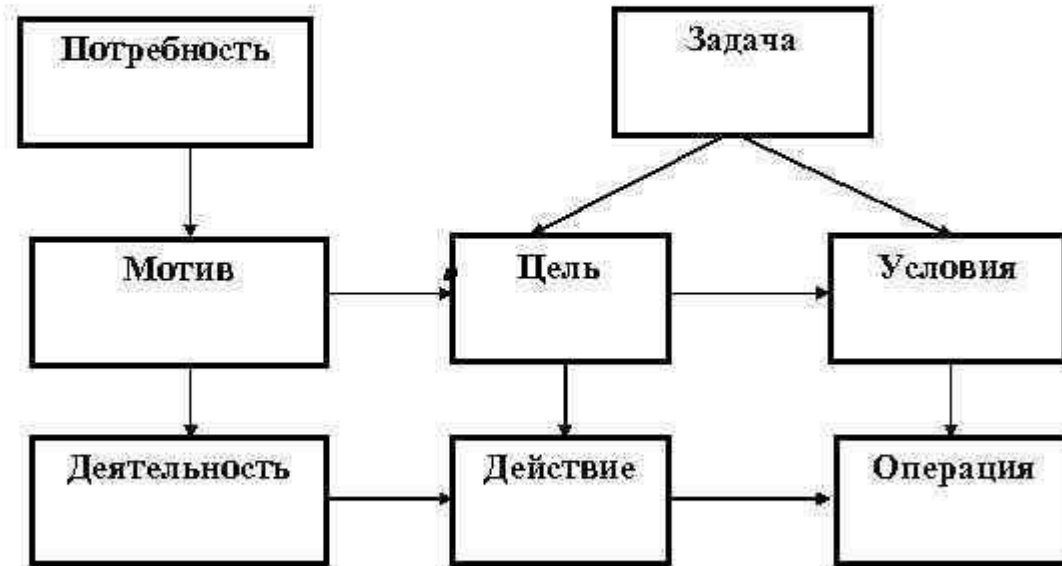 Потребность
Задача
Мотив
Цель
Условия
Деятельность
Действие
Операция